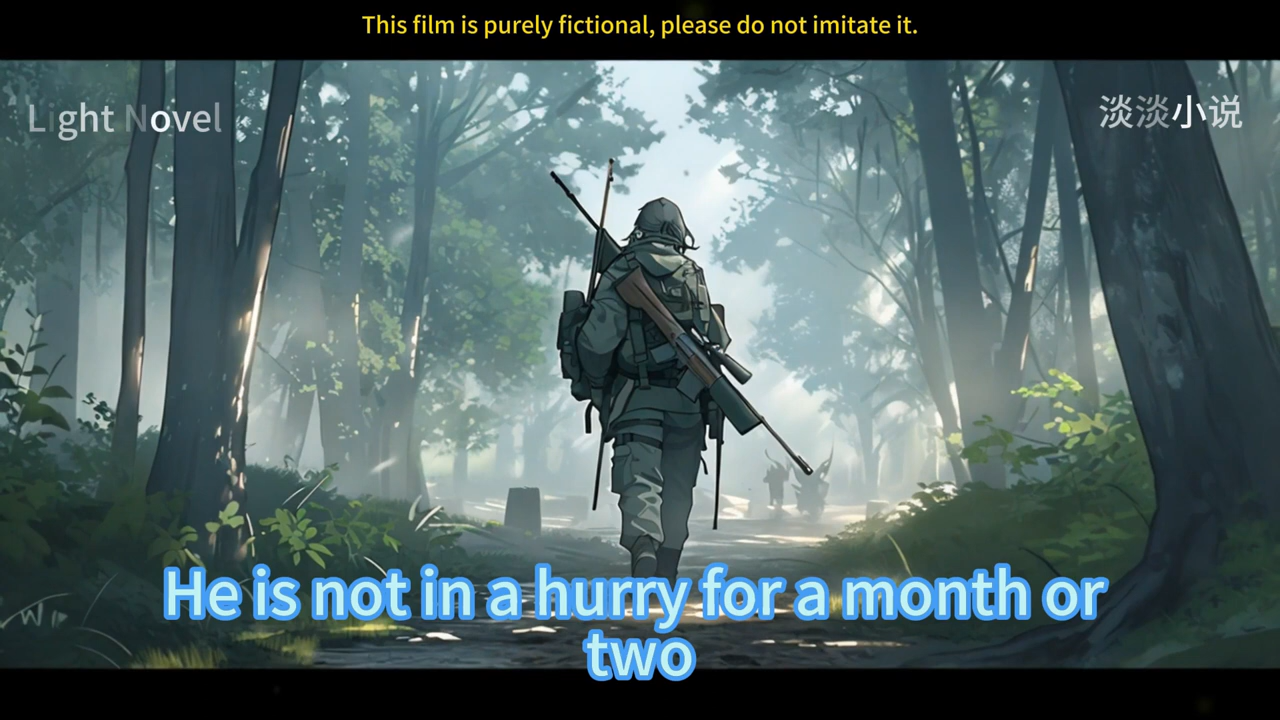 This film is purely fictional, please do not imitate it.
Light Novel
淡淡小说
He is not in a hurry for a month or
two